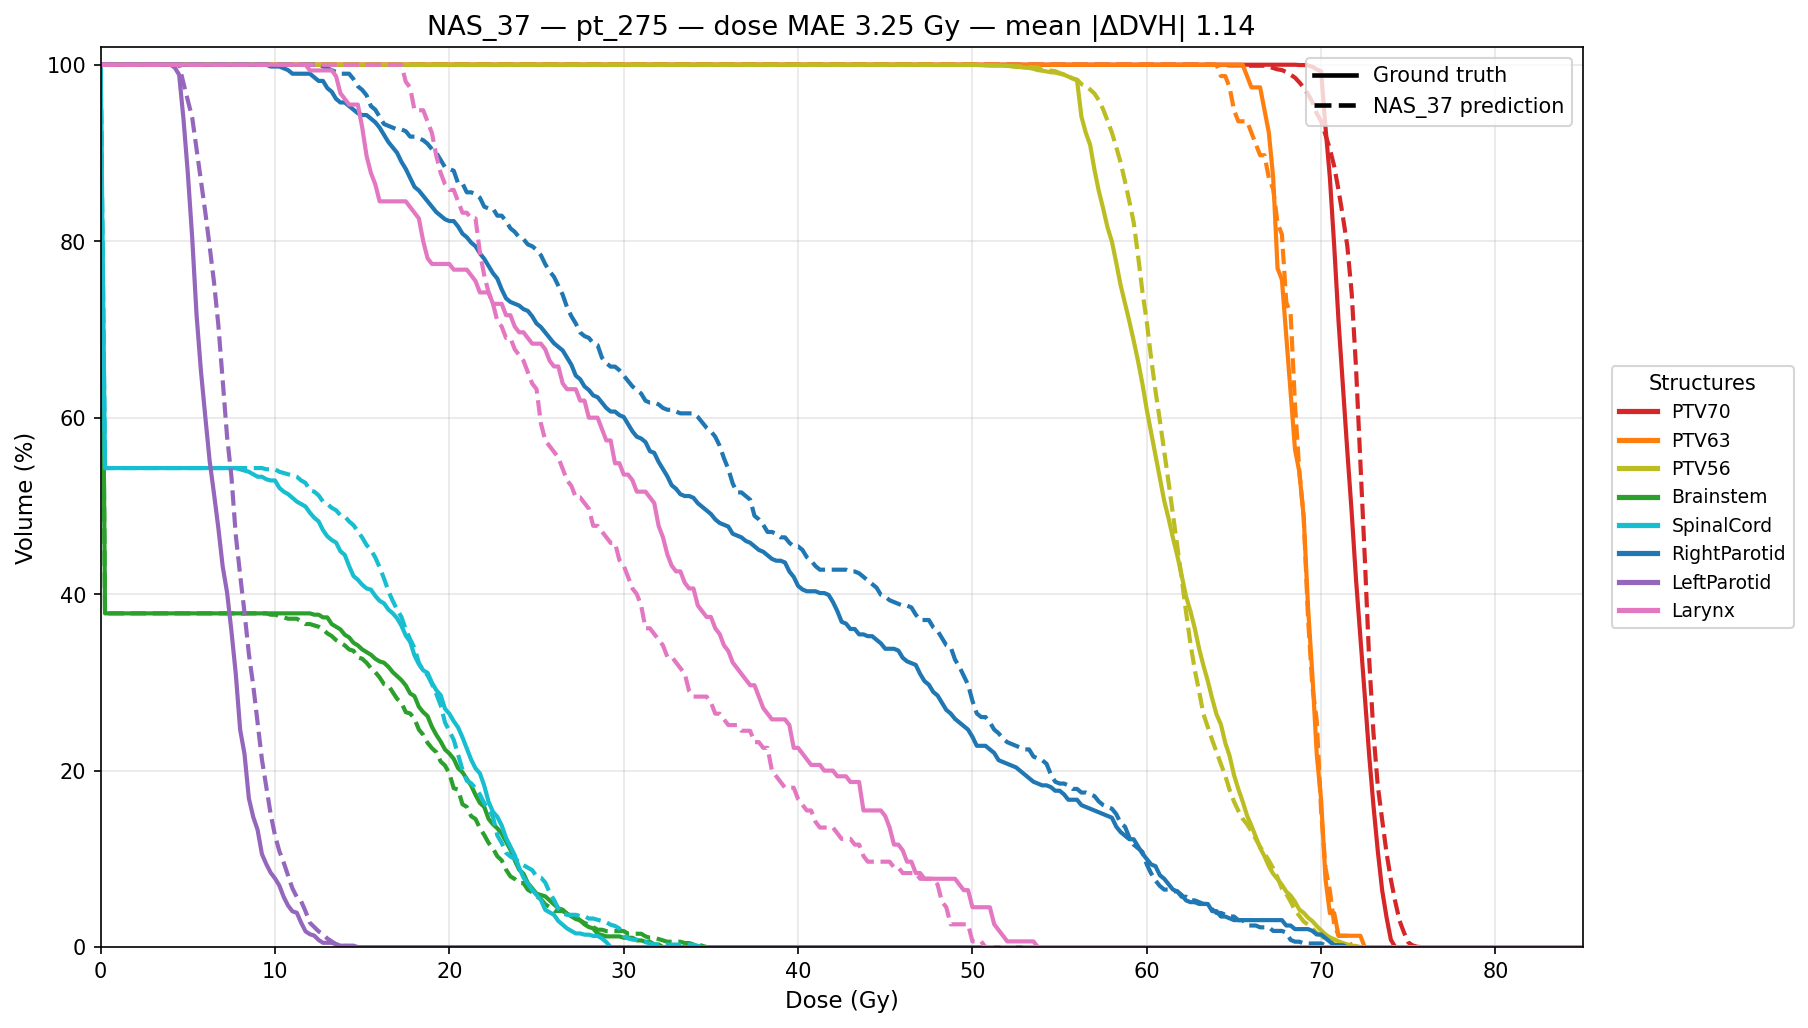 NAS_37 — pt_275 — dose MAE 3.25 Gy — mean |ΔDVH| 1.14
Ground truth
NAS_37 prediction
Volume (%)
100
80
60
40
20
0
0 10 20 30 40 50 60 70 80
Dose (Gy)
Structures
PTV70
PTV63
PTV56
Brainstem
SpinalCord
RightParotid
LeftParotid
Larynx